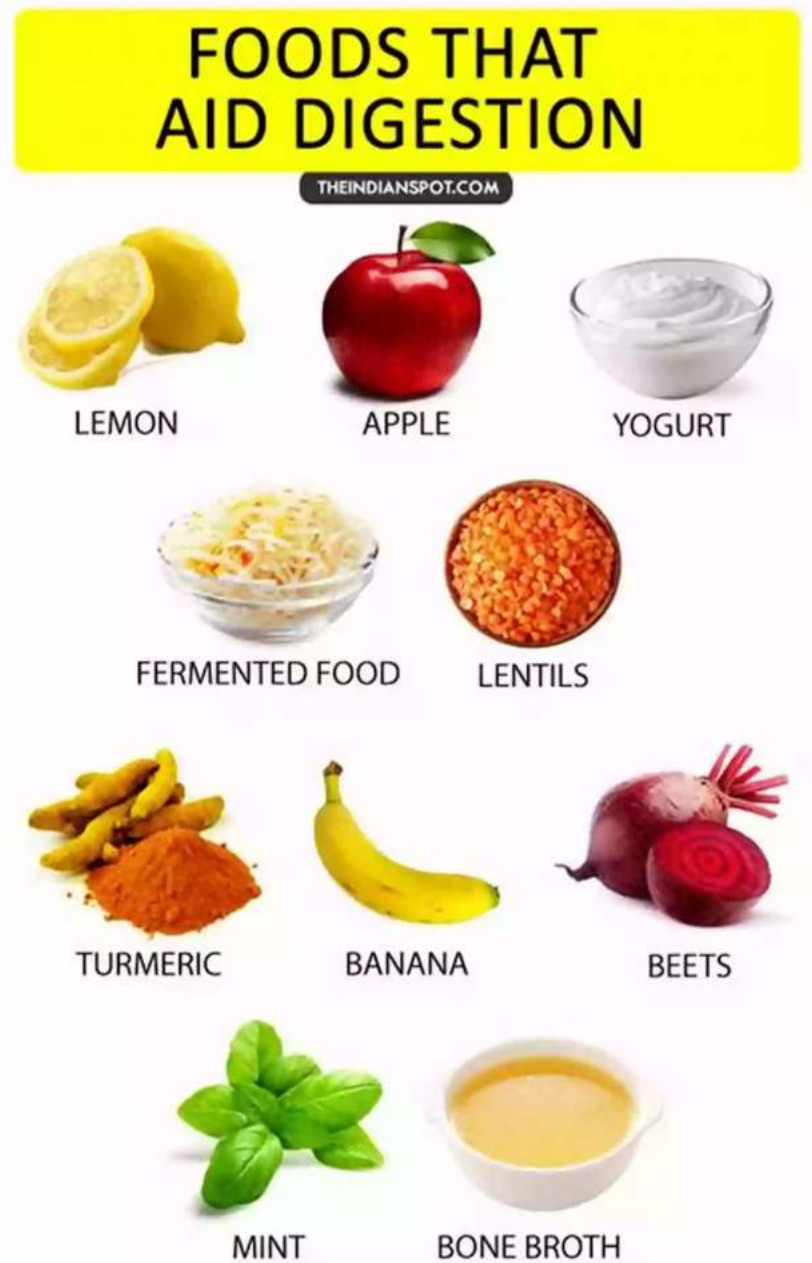 FOODS THAT
AID DIGESTION
THEINDIANSPOT.COM
LEMON
APPLE
YOGURT
FERMENTED FOOD
LENTILS
TURMERIC
BANANA
BEETS
MINT
BONE BROTH